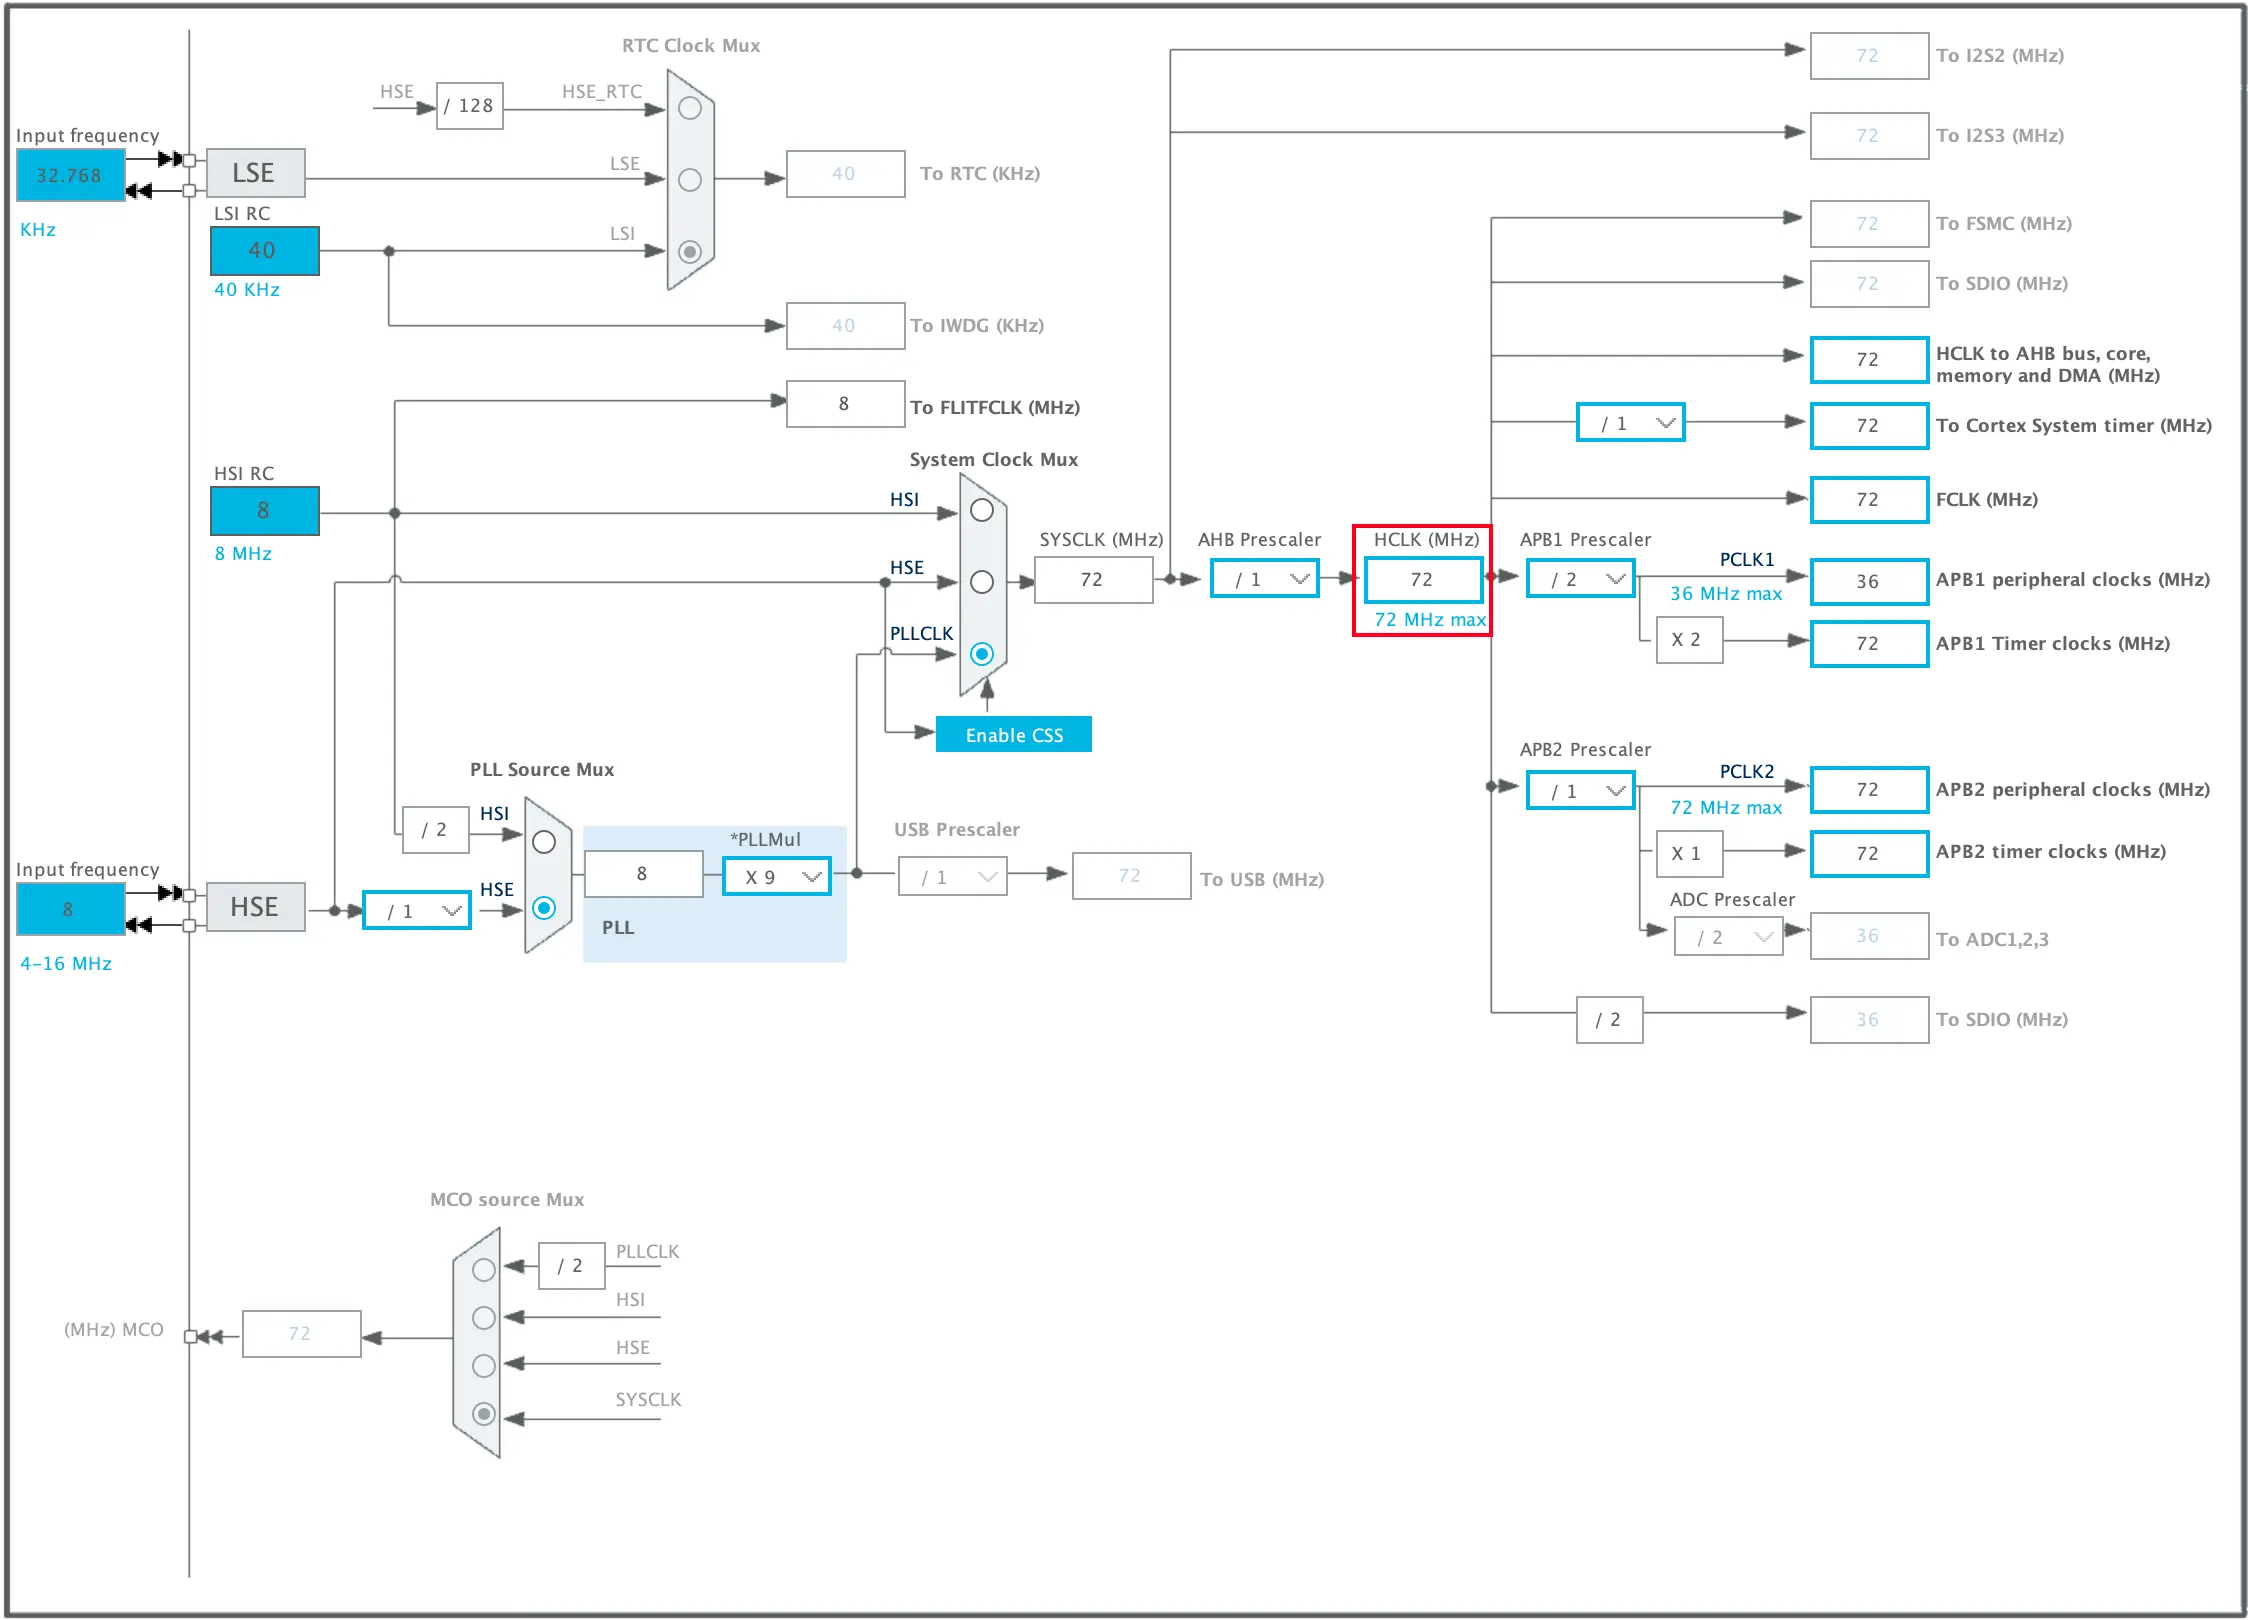 RTC Clock Mux
HSE
/ 128
HSE_RTC
72
To I2S2 (MHz)
Input frequency
72
To I2S3 (MHz)
32.768
LSE
LSE
40
To RTC (KHz)
KHz
LSI RC
40
LSI
40 KHz
72
To FSMC (MHz)
72
To SDIO (MHz)
40
To IWDG (KHz)
72
HCLK to AHB bus, core,
memory and DMA (MHz)
8
To FLITFCLK (MHz)
/ 1
72
To Cortex System timer (MHz)
System Clock Mux
HSI RC
8
8 MHz
HSI
72
FCLK (MHz)
HSE
SYSCLK (MHz)
72
AHB Prescaler
/ 1
HCLK (MHz)
72
72 MHz max
APB1 Prescaler
/ 2
PCLK1
36 MHz max
36
APB1 peripheral clocks (MHz)
PLLCLK
X 2
72
APB1 Timer clocks (MHz)
Enable CSS
PLL Source Mux
APB2 Prescaler
/ 1
PCLK2
72 MHz max
72
APB2 peripheral clocks (MHz)
/ 2
HSI
*PLLMul
USB Prescaler
X 1
72
APB2 timer clocks (MHz)
Input frequency
8
HSE
/ 1
HSE
8
X 9
PLL
/ 1
72
To USB (MHz)
4-16 MHz
ADC Prescaler
/ 2
36
To ADC1,2,3
/ 2
36
To SDIO (MHz)
MCO source Mux
/ 2
PLLCLK
HSI
(MHz) MCO
72
HSE
SYSCLK